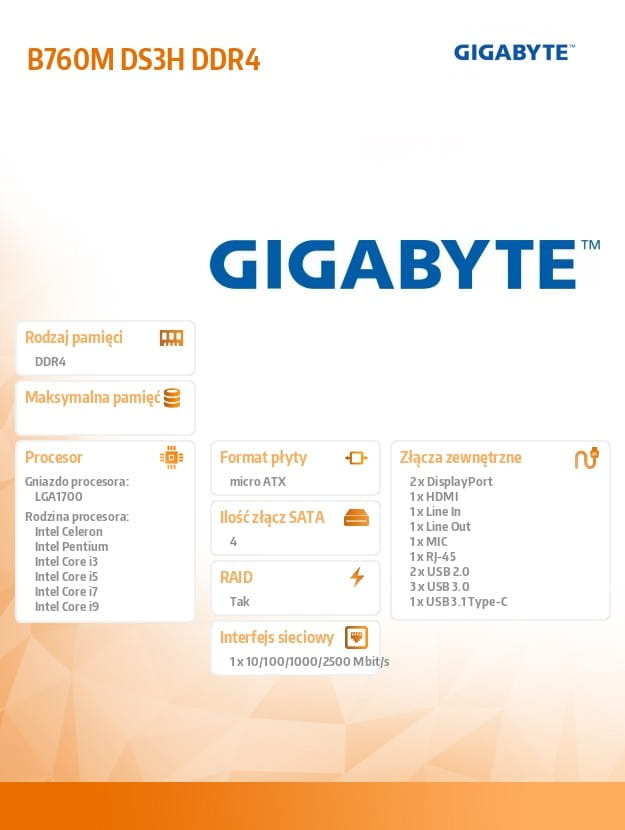 B760M DS3H DDR4
GIGABYTE™
GIGABYTE™
Rodzaj pamięci
DDR4
Maksymalna pamięć
Procesor
Gniazdo procesora:
LGA1700
Rodzina procesora:
Intel Celeron
Intel Pentium
Intel Core i3
Intel Core i5
Intel Core i7
Intel Core i9
Format płyty
micro ATX
Ilość złącz SATA
4
RAID
Tak
Interfejs sieciowy
1 x 10/100/1000/2500 Mbit/s
Złącza zewnętrzne
2 x DisplayPort
1 x HDMI
1 x Line In
1 x Line Out
1 x MIC
1 x RJ-45
2 x USB 2.0
3 x USB 3.0
1 x USB 3.1 Type-C